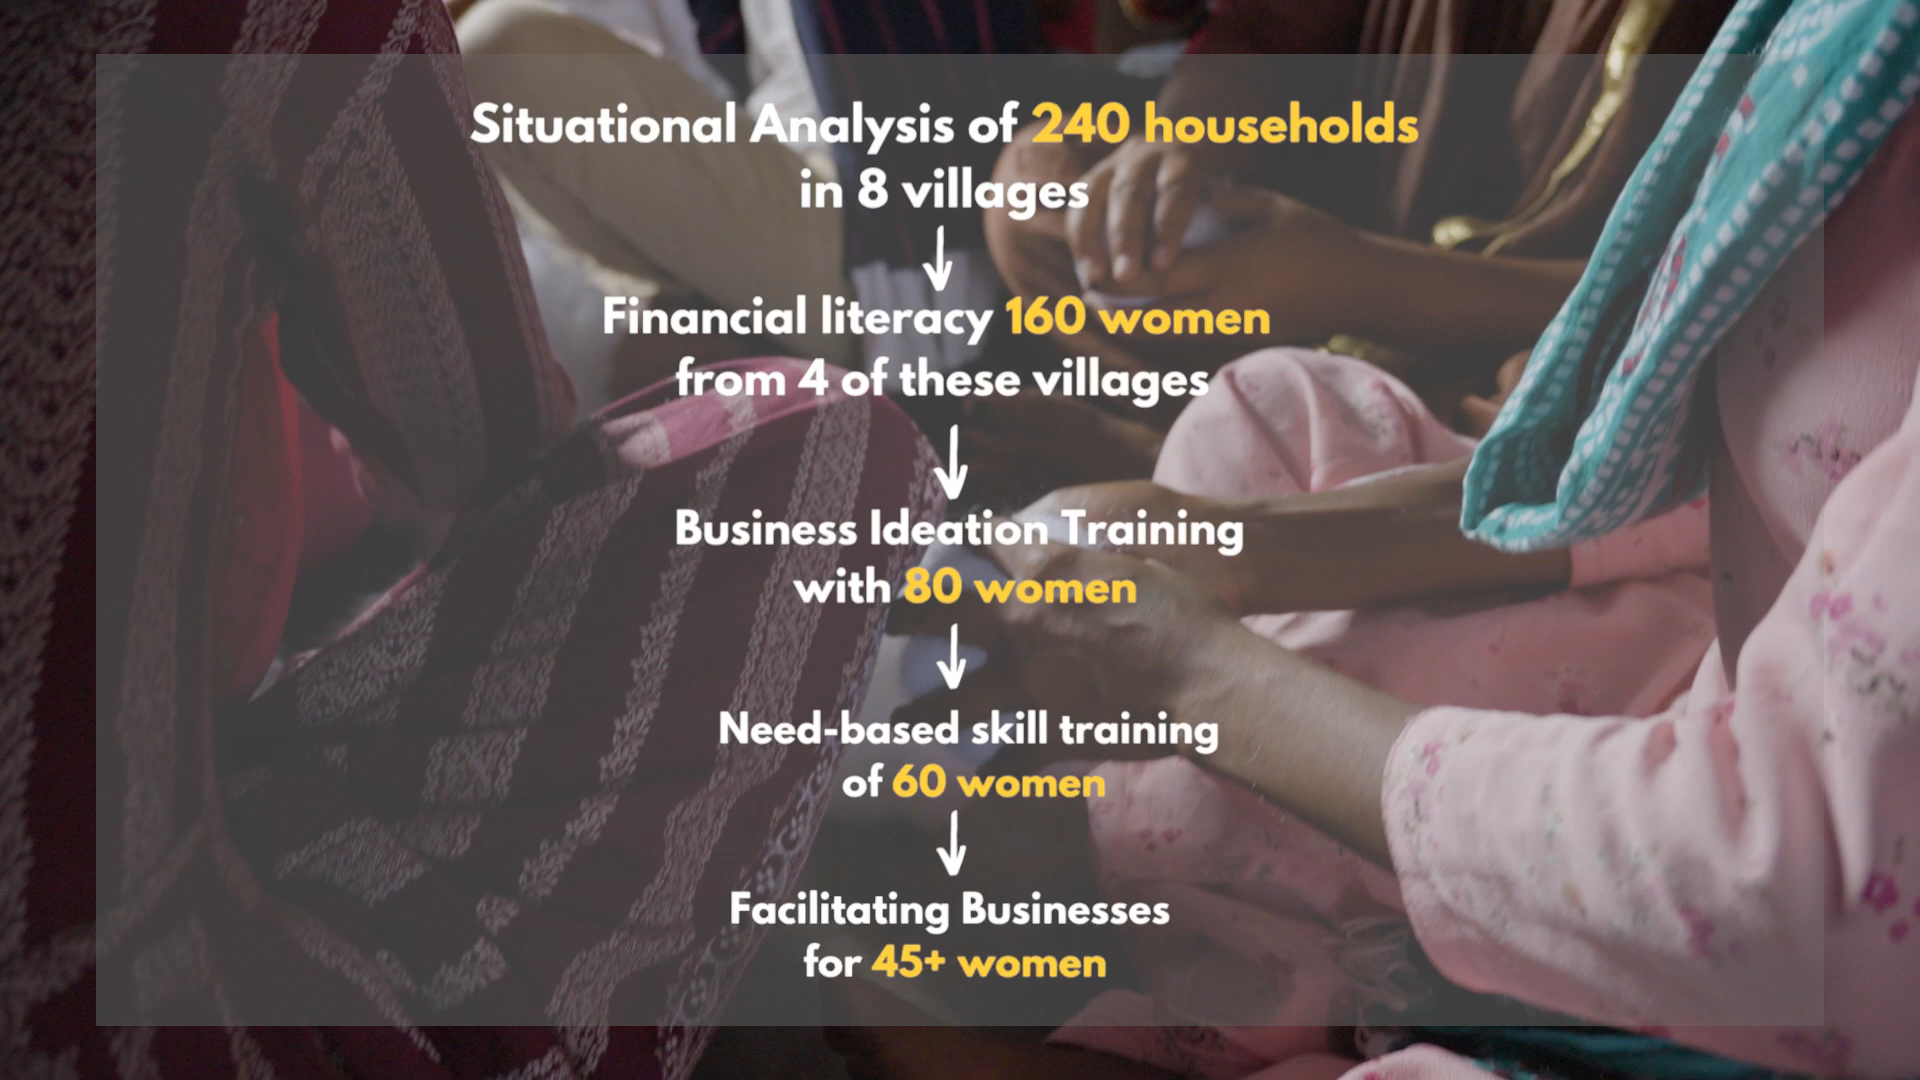 Situational Analysis of 240 households
in 8 villages
Financial literacy 160 women
from 4 of these villages
Business Ideation Training
with 80 women
Need-based skill training
of 60 women
Facilitating Businesses
for 45+ women